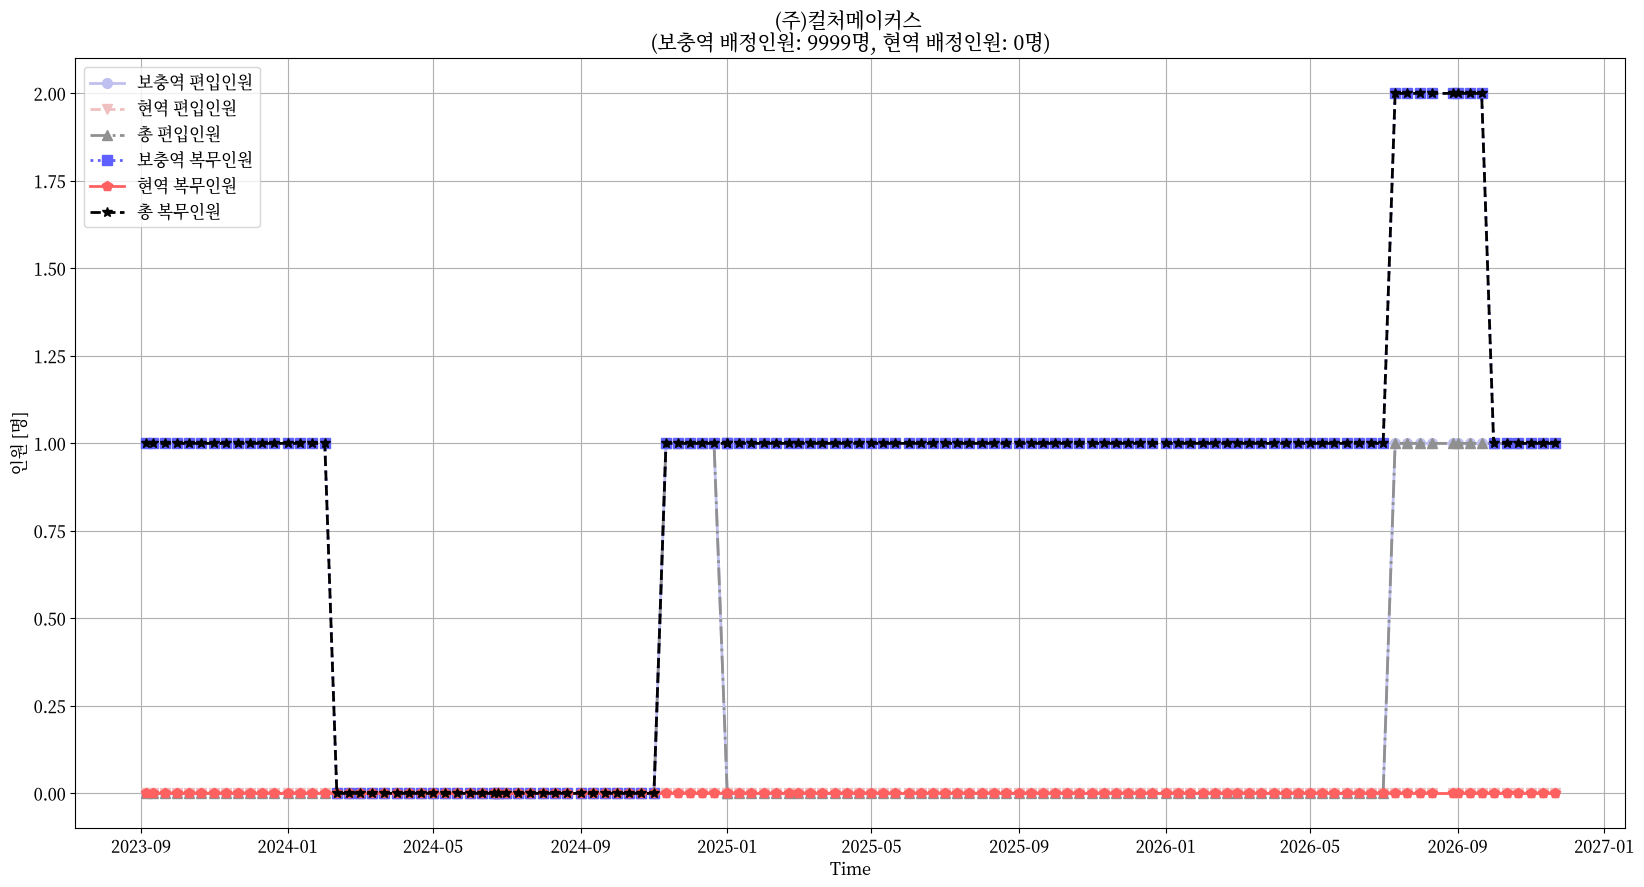 (주)컬처메이커스
(보충역 배정인원: 9999명, 현역 배정인원: 0명)
보충역 편입인원
현역 편입인원
총 편입인원
보충역 복무인원
현역 복무인원
총 복무인원
인원 [명]
2.00
1.75
1.50
1.25
1.00
0.75
0.50
0.25
0.00
2023-09 2024-01 2024-05 2024-09 2025-01 2025-05 2025-09 2026-01 2026-05 2026-09 2027-01
Time